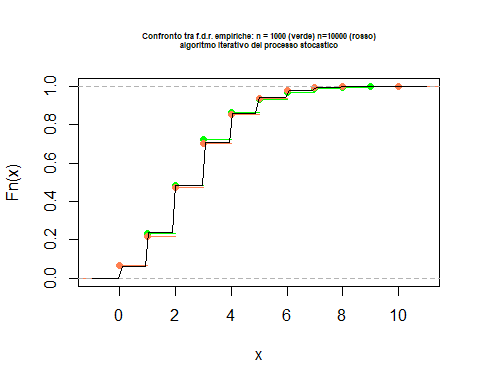 Confronto tra f.d.r. empiriche: n = 1000 (verde) n=10000 (rosso)
algoritmo iterativo del processo stocastico
1.0
0.8
0.6
0.4
0.2
0.0
Fn(x)
0 2 4 6 8 10
x